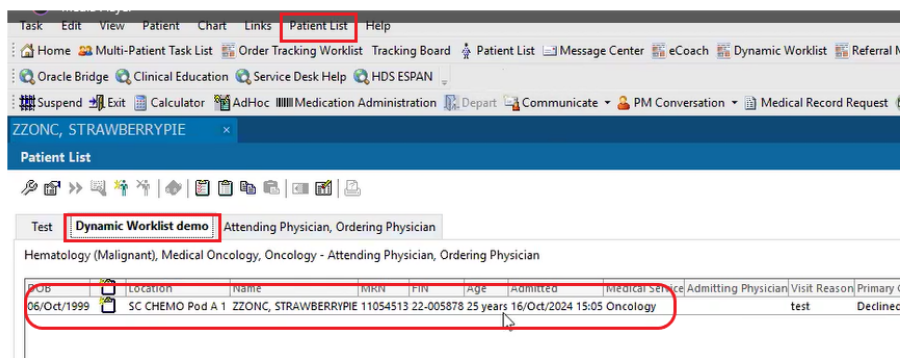 Task Edit View Patient Chart Links Patient List Help
Home Multi-Patient Task List Order Tracking Worklist Tracking Board Patient List Message Center eCoach Dynamic Worklist Referral
Oracle Bridge Clinical Education Service Desk Help HDS ESPAN
Suspend Exit Calculator AdHoc Medication Administration Depart Communicate PM Conversation Medical Record Request
ZZONC, STRAWBERRYPIE ×
Patient List
Test Dynamic Worklist demo Attending Physician, Ordering Physician
Hematology (Malignant), Medical Oncology, Oncology - Attending Physician, Ordering Physician
DOB Location Name MRN FIN Age Admitted Medical Service Admitting Physician Visit Reason Primary
06/Oct/1999 SC CHEMO Pod A 1 ZZONC, STRAWBERRYPIE 11054513 22-005878 25 years 16/Oct/2024 15:05 Oncology test Declined